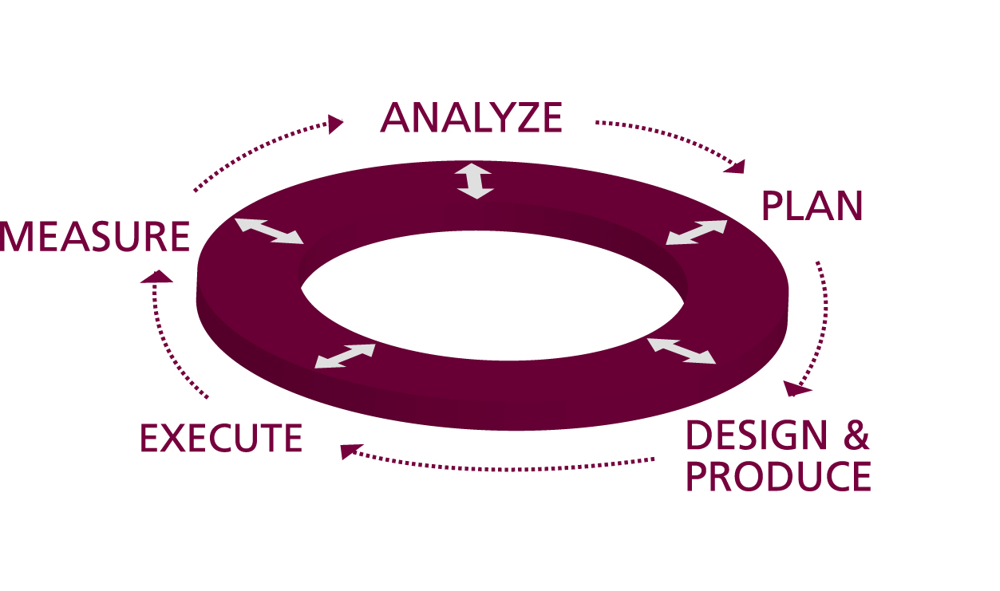 ANALYZE
PLAN
MEASURE
EXECUTE
DESIGN &
PRODUCE